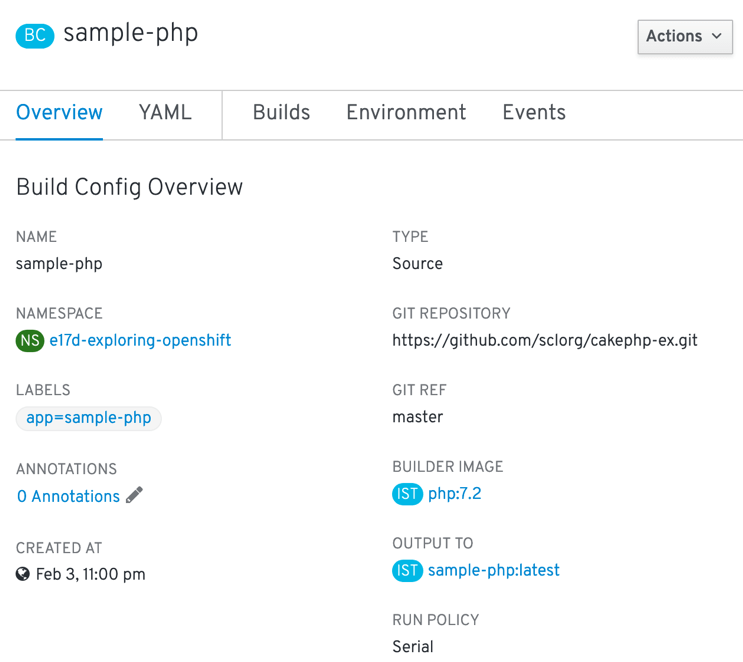 BC sample-php
Actions
Overview YAML Builds Environment Events
Build Config Overview
NAME
sample-php
NAMESPACE
NS e17d-exploring-openshift
LABELS
app=sample-php
ANNOTATIONS
0 Annotations
CREATED AT
Feb 3, 11:00 pm
TYPE
Source
GIT REPOSITORY
https://github.com/sclorg/cakephp-ex.git
GIT REF
master
BUILDER IMAGE
IST php:7.2
OUTPUT TO
IST sample-php:latest
RUN POLICY
Serial